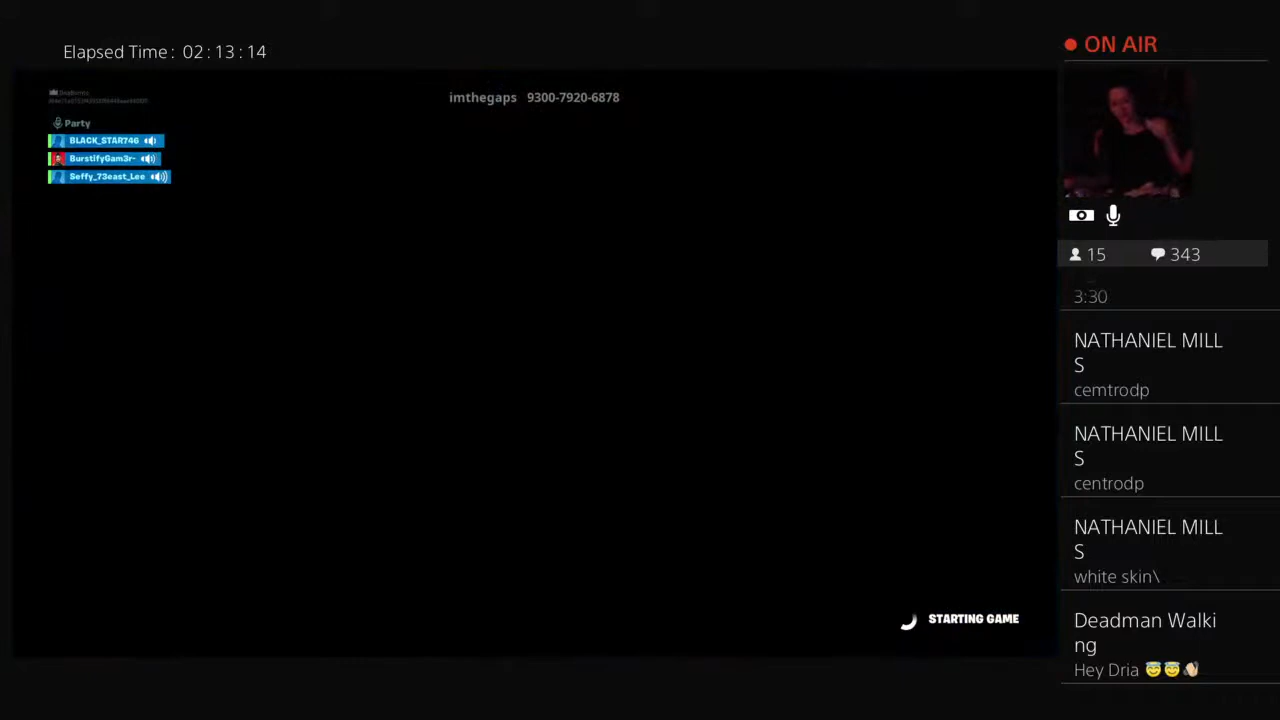 Elapsed Time: 02:13:14
ON AIR
imthegaps 9300-7920-6878
Party
BLACK_STAR746
BurstifyGam3r-
Seffy_73east_Lee
15 343
3:30
NATHANIEL MILL
S
cemtrodp
NATHANIEL MILL
S
centrodp
NATHANIEL MILL
S
white skin\
STARTING GAME
Deadman Walki
ng
Hey Dria 😇😇👋🏻